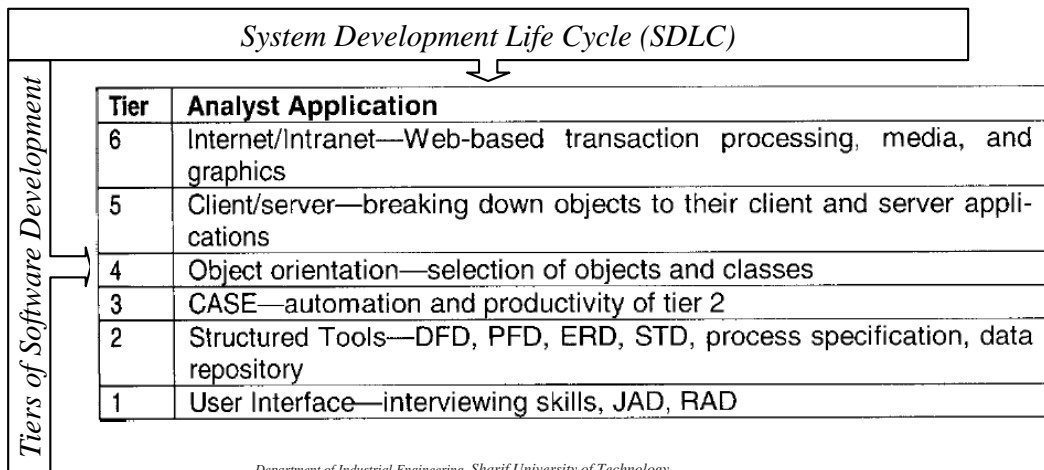 System Development Life Cycle (SDLC)
Tiers of Software Development
Tier Analyst Application
6 Internet/Intranet—Web-based transaction processing, media, and
graphics
5 Client/server—breaking down objects to their client and server appli-
cations
4 Object orientation—selection of objects and classes
3 CASE—automation and productivity of tier 2
2 Structured Tools—DFD, PFD, ERD, STD, process specification, data
repository
1 User Interface—interviewing skills, JAD, RAD
Department of Industrial Engineering, Sharif University of Technology